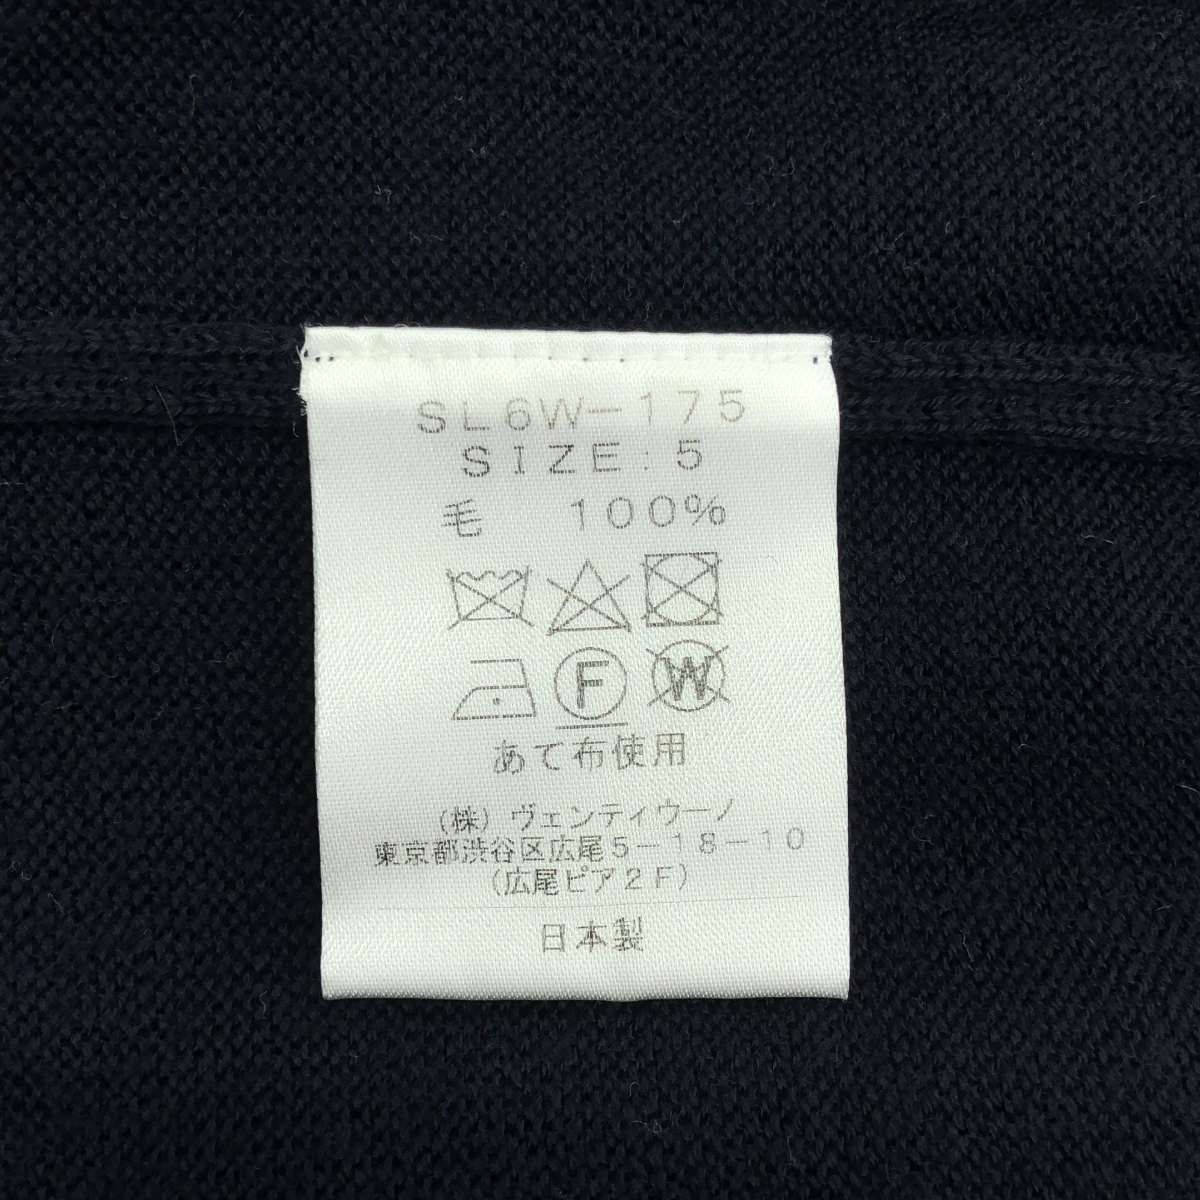 SL6W-175
SIZE:5
毛 100%
F W
あて布使用
(株)ヴェンティウーノ
東京都渋谷区広尾5-18-10
(広尾ピア2F)
日本製